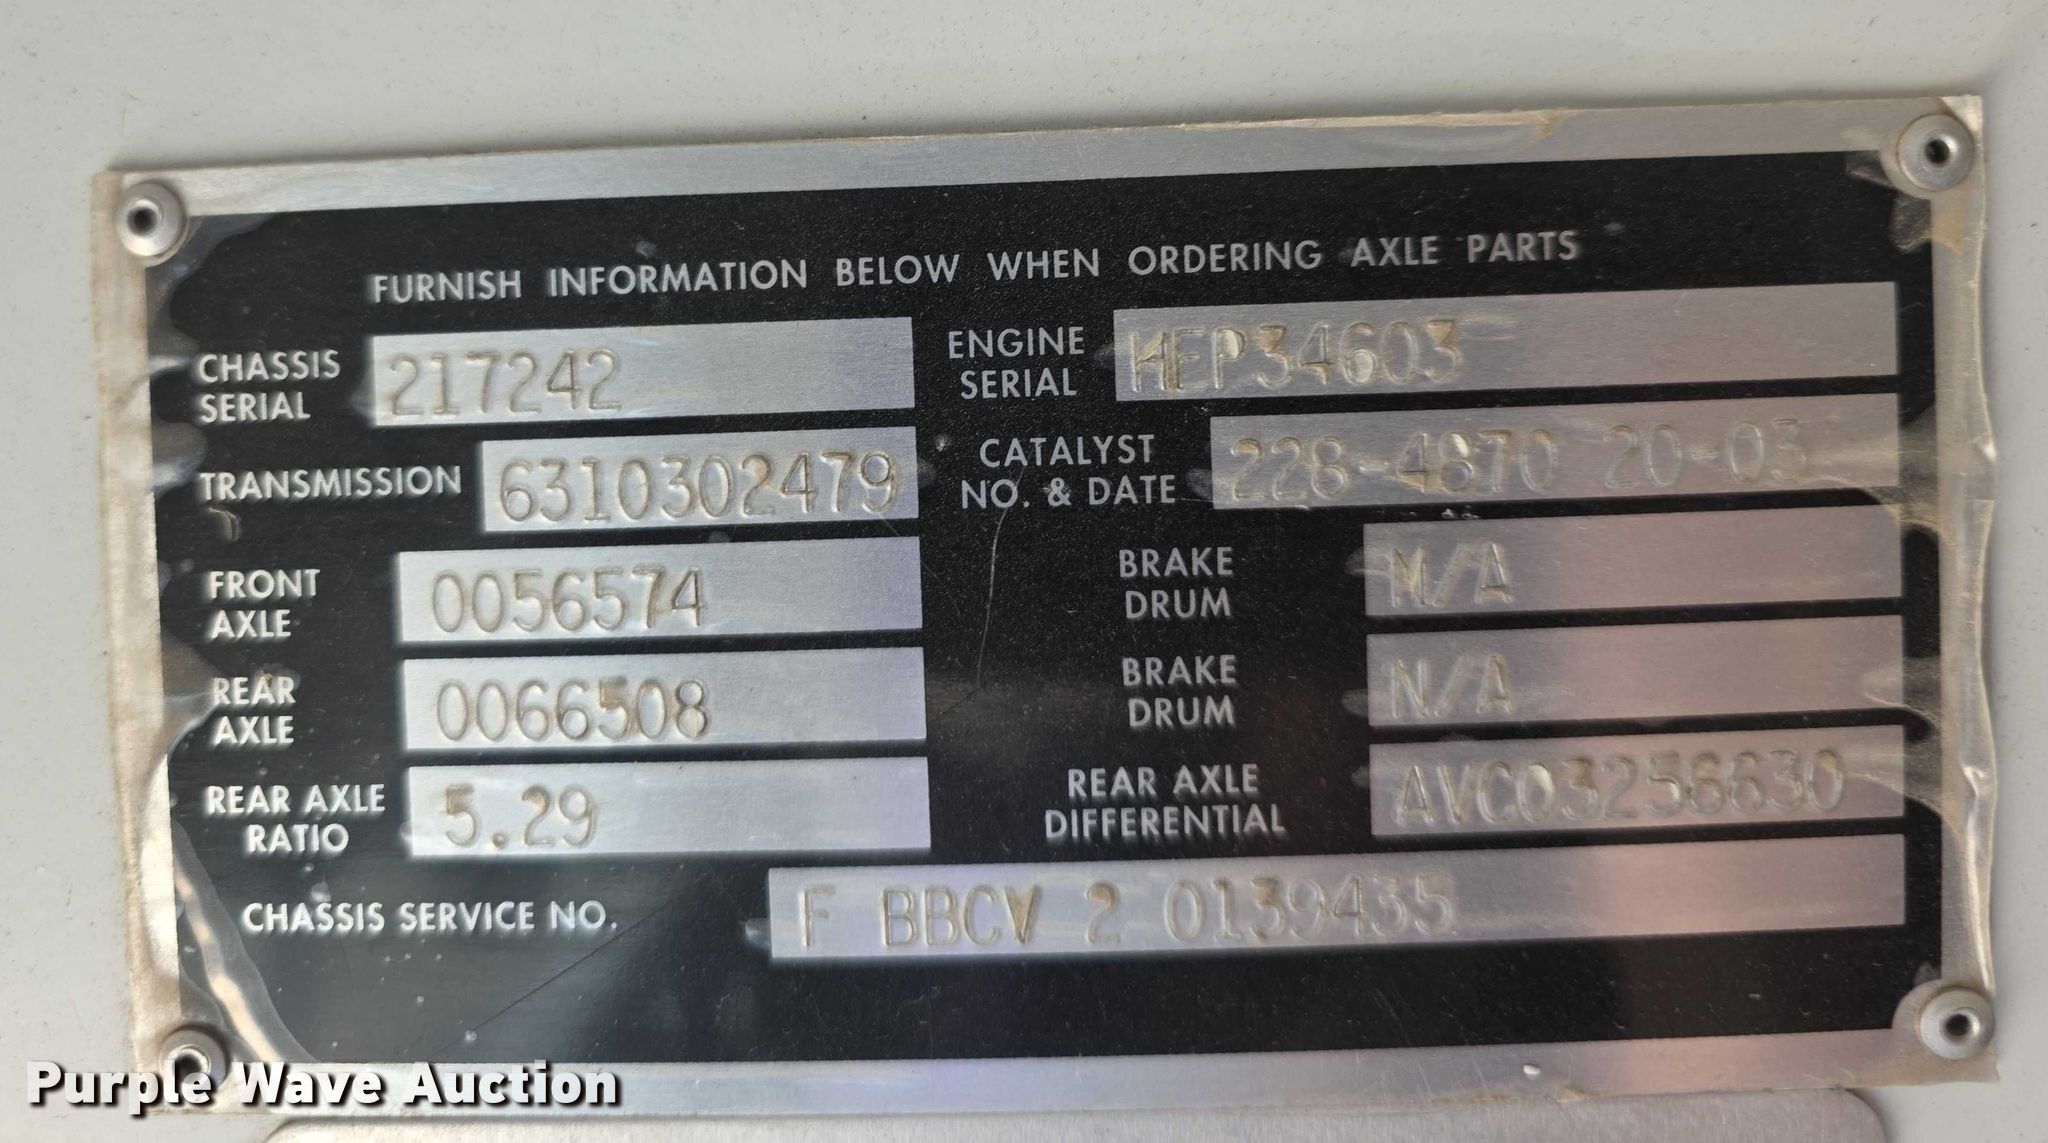 FURNISH INFORMATION BELOW WHEN ORDERING AXLE PARTS
CHASSIS SERIAL 217242
ENGINE SERIAL HEP34603
TRANSMISSION 6310302479
CATALYST NO. & DATE 228-4870 20-03
FRONT AXLE 0056574
BRAKE DRUM N/A
REAR AXLE 0066508
BRAKE DRUM N/A
REAR AXLE RATIO 5.29
REAR AXLE DIFFERENTIAL AVC03256630
CHASSIS SERVICE NO. F BBCV 2 0139435
Purple Wave Auction